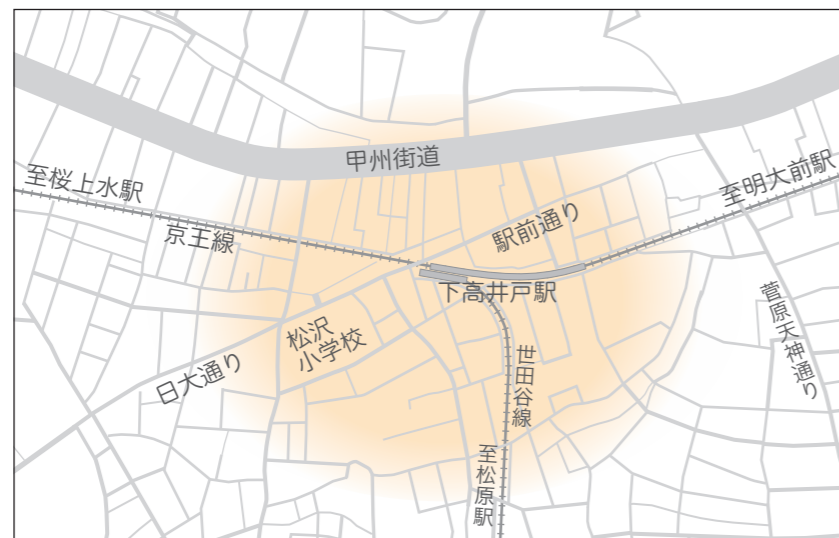 甲州街道
至桜上水駅
至明大前駅
京王線
駅前通り
下高井戸駅
松沢
小学校
日大通り
世田谷線
菅原天神通り
至松原駅